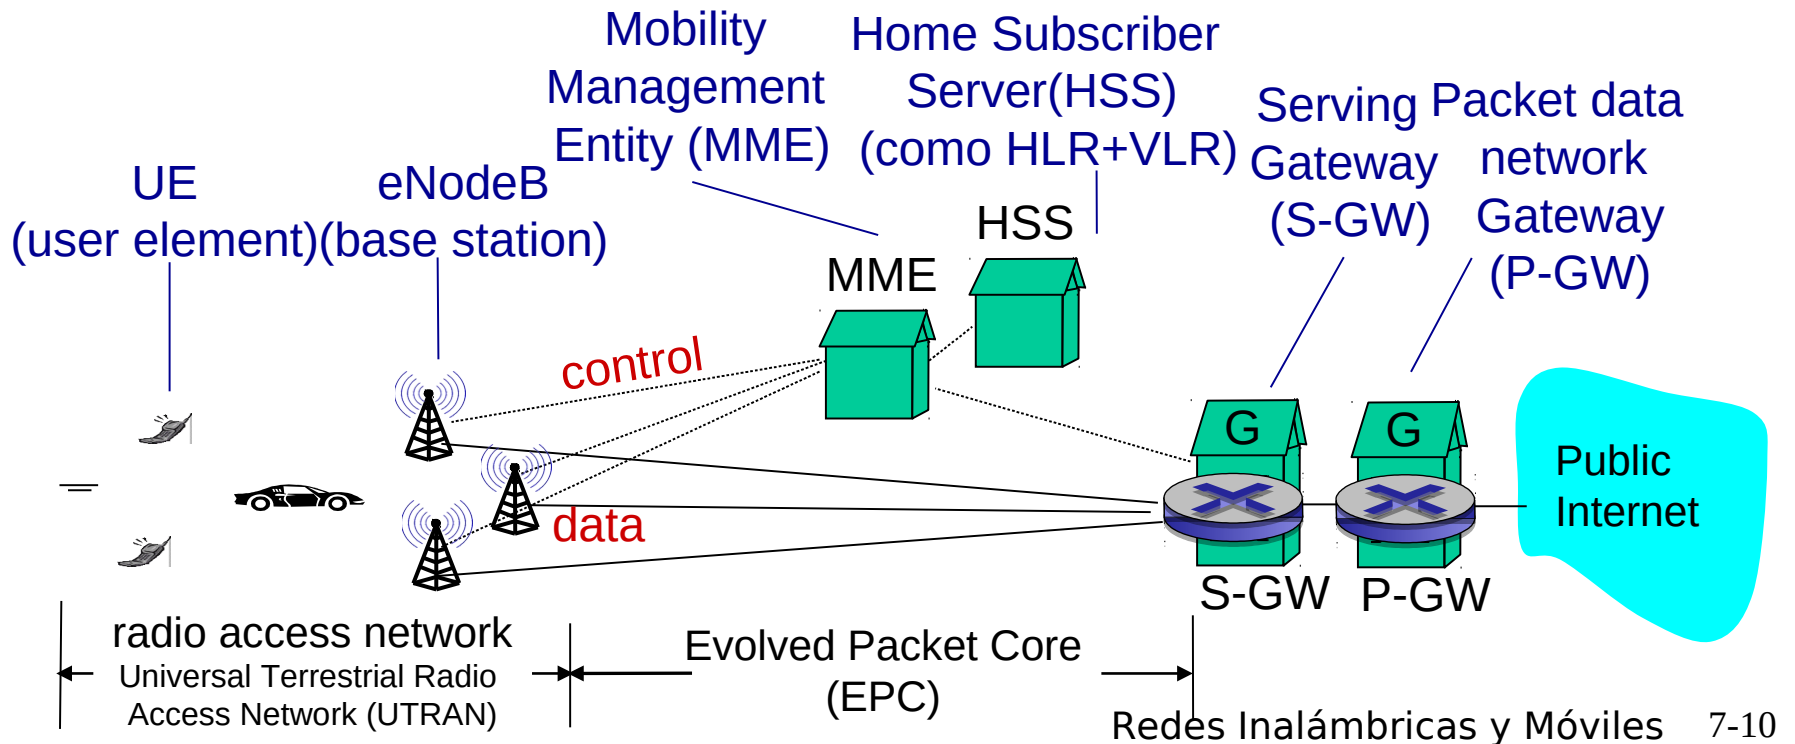 Mobility
Management
Entity (MME)
Home Subscriber
Server(HSS)
(como HLR+VLR)
Serving
Gateway
(S-GW)
Packet data
network
Gateway
(P-GW)
UE
(user element)
eNodeB
(base station)
HSS
MME
control
data
G
G
Public
Internet
S-GW
P-GW
radio access network
Universal Terrestrial Radio
Access Network (UTRAN)
Evolved Packet Core
(EPC)
Redes Inalámbricas y Móviles 7-10